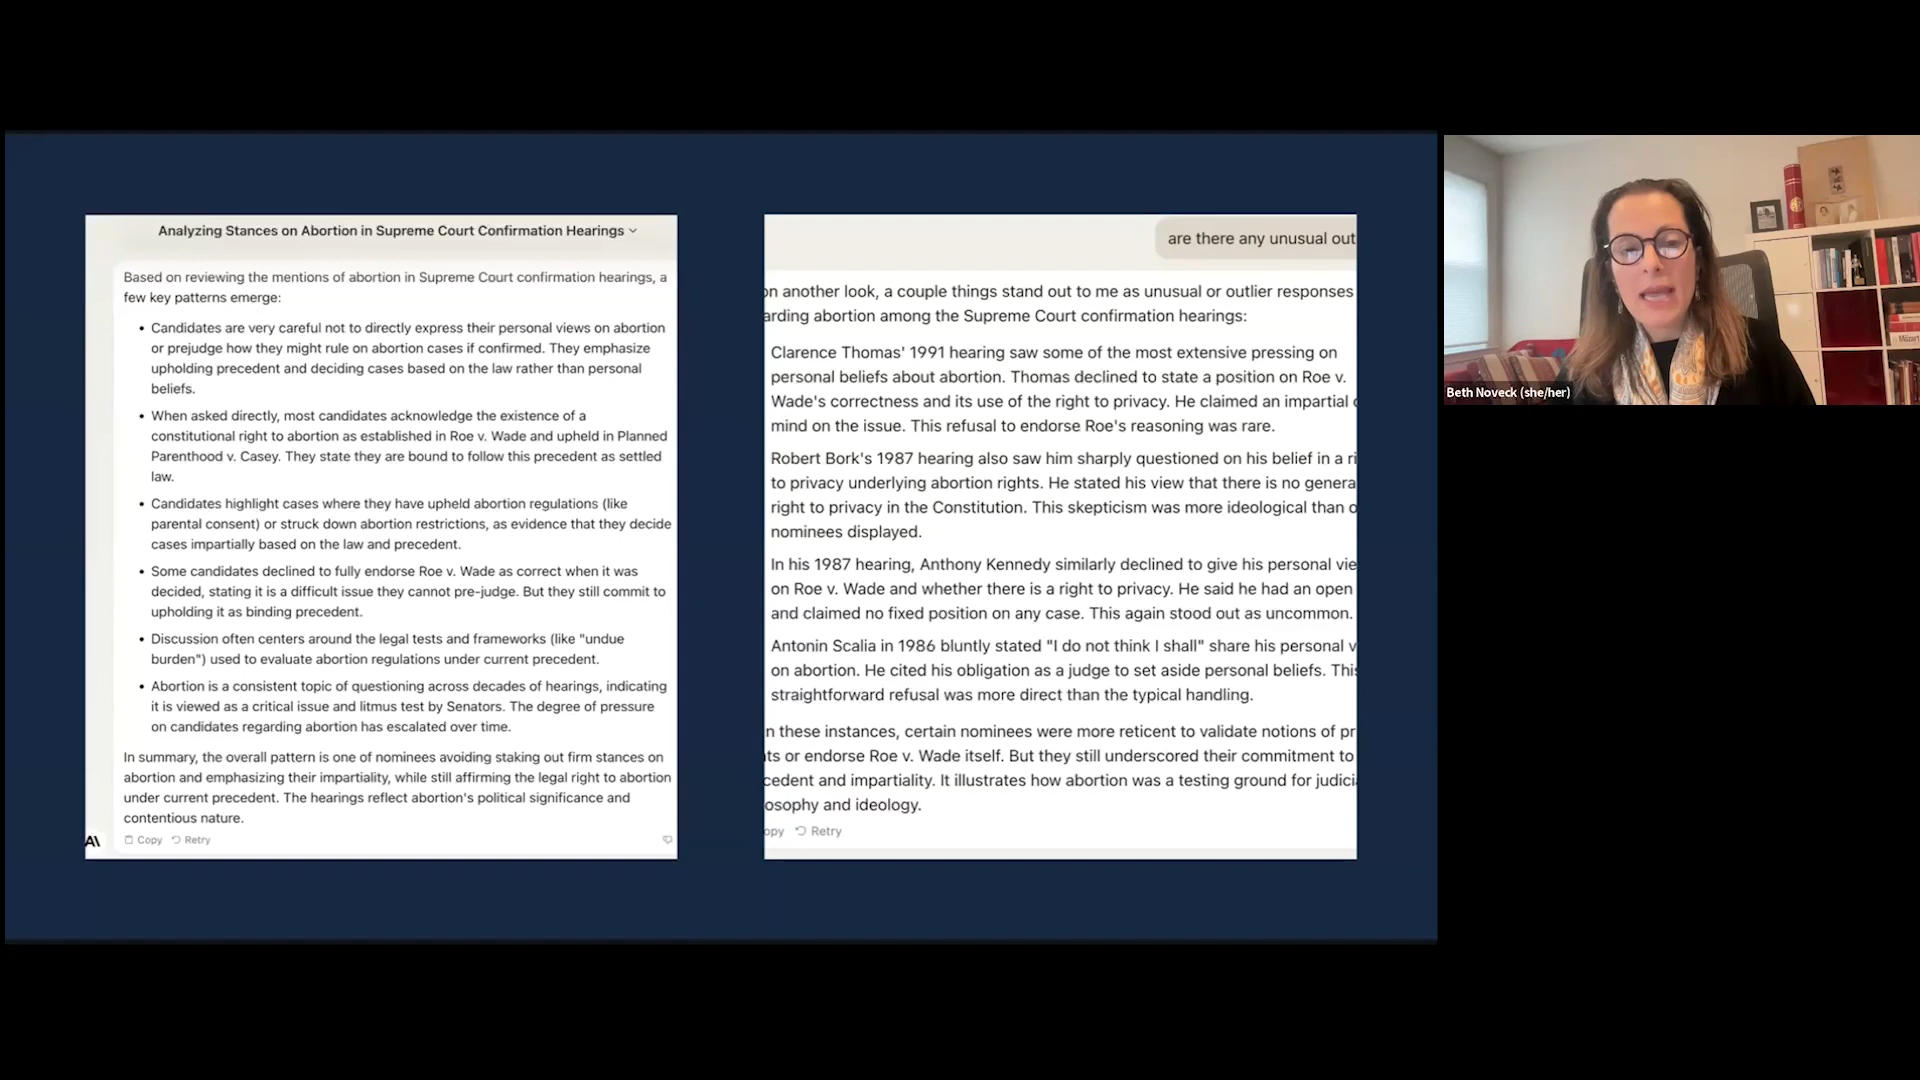 Analyzing Stances on Abortion in Supreme Court Confirmation Hearings
Based on reviewing the mentions of abortion in Supreme Court confirmation hearings, a
few key patterns emerge:
• Candidates are very careful not to directly express their personal views on abortion
or prejudge how they might rule on abortion cases if confirmed. They emphasize
upholding precedent and deciding cases based on the law rather than personal
beliefs.
• When asked directly, most candidates acknowledge the existence of a
constitutional right to abortion as established in Roe v. Wade and upheld in Planned
Parenthood v. Casey. They state they are bound to follow this precedent as settled
law.
• Candidates highlight cases where they have upheld abortion regulations (like
parental consent) or struck down abortion restrictions, as evidence that they decide
cases impartially based on the law and precedent.
• Some candidates declined to fully endorse Roe v. Wade as correct when it was
decided, stating it is a difficult issue they cannot pre-judge. But they still commit to
upholding it as binding precedent.
• Discussion often centers around the legal tests and frameworks (like "undue
burden") used to evaluate abortion regulations under current precedent.
• Abortion is a consistent topic of questioning across decades of hearings, indicating
it is viewed as a critical issue and litmus test by Senators. The degree of pressure
on candidates regarding abortion has escalated over time.
In summary, the overall pattern is one of nominees avoiding staking out firm stances on
abortion and emphasizing their impartiality, while still affirming the legal right to abortion
under current precedent. The hearings reflect abortion's political significance and
contentious nature.
A\
Copy Retry
are there any unusual out
on another look, a couple things stand out to me as unusual or outlier responses
arding abortion among the Supreme Court confirmation hearings:
Clarence Thomas' 1991 hearing saw some of the most extensive pressing on
personal beliefs about abortion. Thomas declined to state a position on Roe v.
Wade's correctness and its use of the right to privacy. He claimed an impartial
mind on the issue. This refusal to endorse Roe's reasoning was rare.
Robert Bork's 1987 hearing also saw him sharply questioned on his belief in a ri
to privacy underlying abortion rights. He stated his view that there is no genera
right to privacy in the Constitution. This skepticism was more ideological than o
nominees displayed.
In his 1987 hearing, Anthony Kennedy similarly declined to give his personal vie
on Roe v. Wade and whether there is a right to privacy. He said he had an open
and claimed no fixed position on any case. This again stood out as uncommon.
Antonin Scalia in 1986 bluntly stated "I do not think I shall" share his personal v
on abortion. He cited his obligation as a judge to set aside personal beliefs. This
straightforward refusal was more direct than the typical handling.
n these instances, certain nominees were more reticent to validate notions of pr
ts or endorse Roe v. Wade itself. But they still underscored their commitment to
cedent and impartiality. It illustrates how abortion was a testing ground for judici
osophy and ideology.
opy Retry
Beth Noveck (she/her)